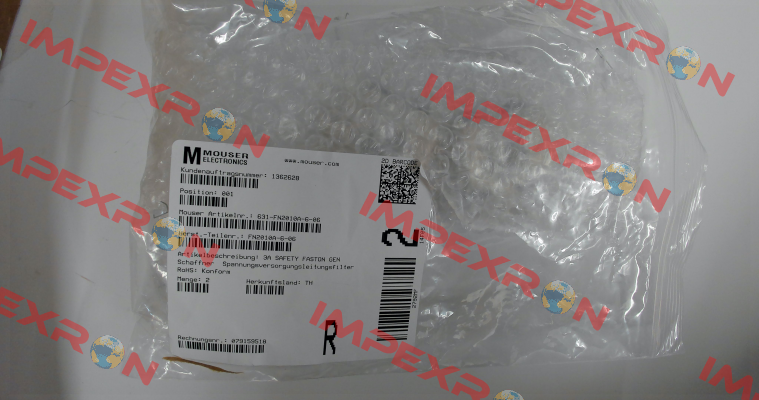 MOUSER
ELECTRONICS
www.mouser.com
2D BARCODE
Kundenauftragsnummer: 1362628
Position: 001
Mouser Artikelnr.: 631-FN2010A-6-06
Herst.-Teilenr.: FN2010A-6-06
Artikelbeschreibung: 3A SAFETY FASTON GEN
Schaffner Spannungsversorgungsleitungsfilter
RoHS: Konform
Menge: 2
Herkunftsland: TH
Rechnungsnr.: 079159510
2
R
IMPEXRON
IMPEXRON
IMPEXRON
IMPEXRON
IMPEXRON